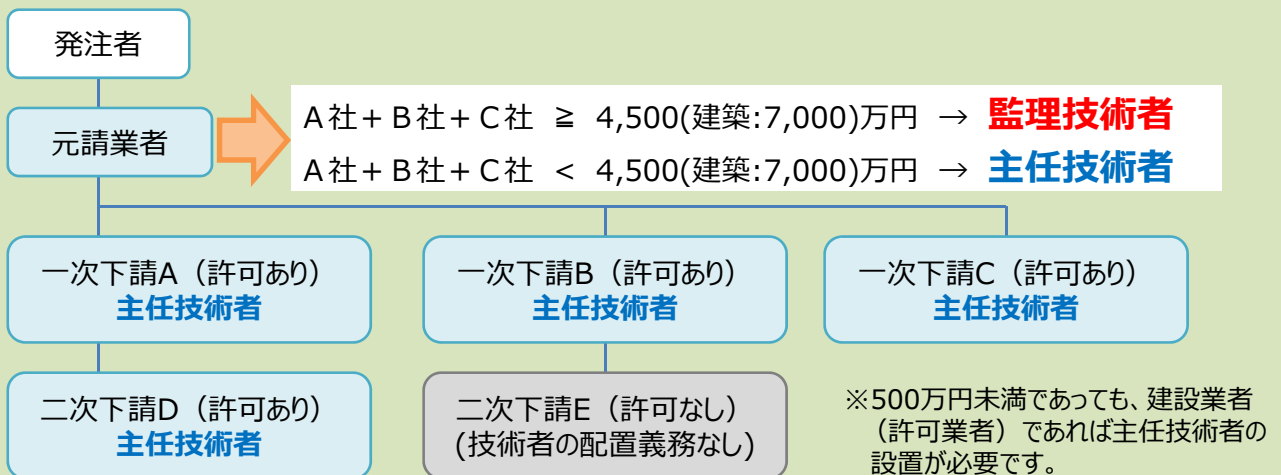 発注者
元請業者
A社+B社+C社 ≧ 4,500(建築:7,000)万円 → 監理技術者
A社+B社+C社 < 4,500(建築:7,000)万円 → 主任技術者
一次下請A(許可あり)
主任技術者
一次下請B(許可あり)
主任技術者
一次下請C(許可あり)
主任技術者
二次下請D(許可あり)
主任技術者
二次下請E(許可なし)
(技術者の配置義務なし)
※500万円未満であっても、建設業者
(許可業者)であれば主任技術者の
設置が必要です。